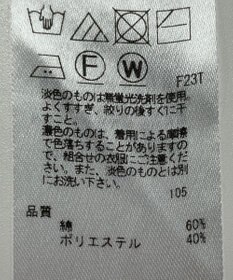 F W
F23T
淡色のものは無蛍光洗剤を使用。
よくすすぎ、絞りの後すぐに干
すこと。
濃色のものは、着用による摩擦
で色落ちすることがありますの
で、組合せの衣服にご注意くだ
さい。また、淡色のものとは別
にお洗い下さい。
105
品質
綿 60%
ポリエステル 40%